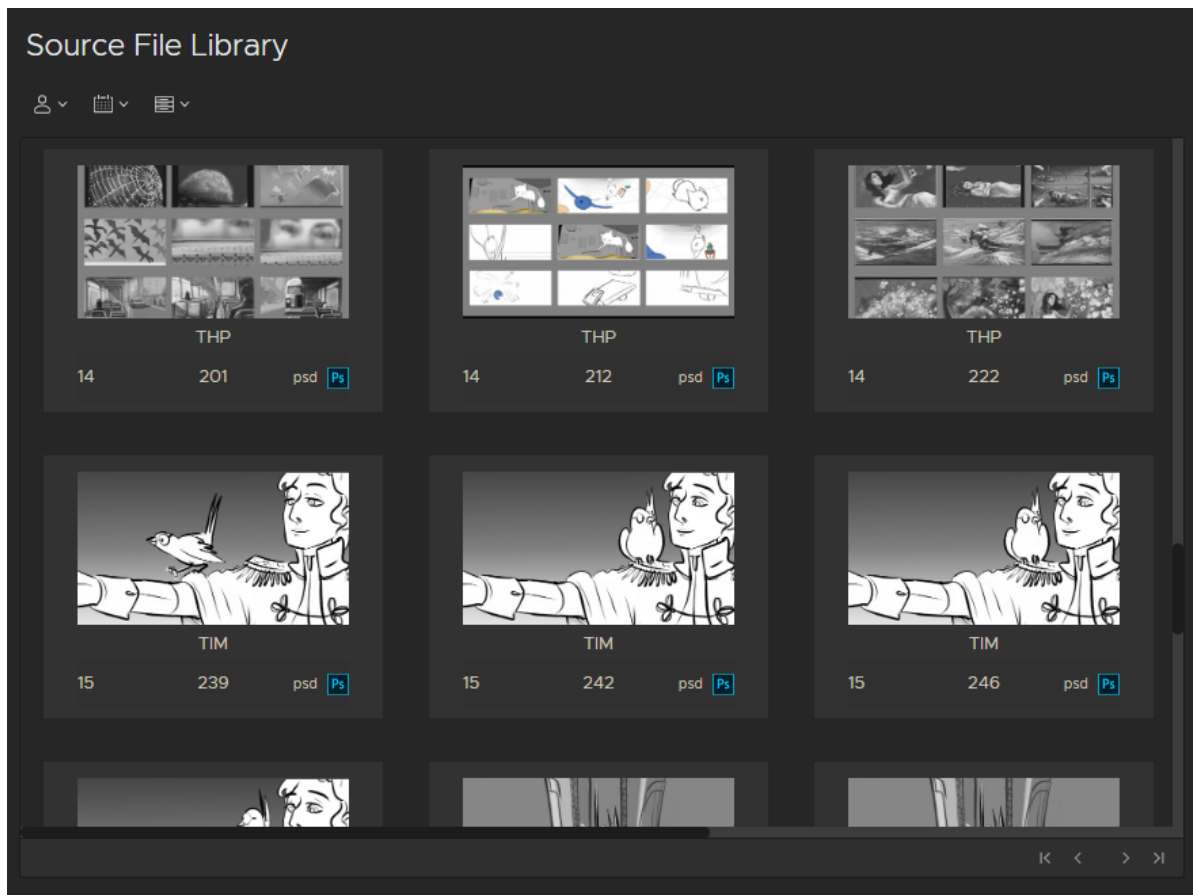 Source File Library
THP
14 201 psd Ps
THP
14 212 psd Ps
THP
14 222 psd Ps
TIM
15 239 psd Ps
TIM
15 242 psd Ps
TIM
15 246 psd Ps